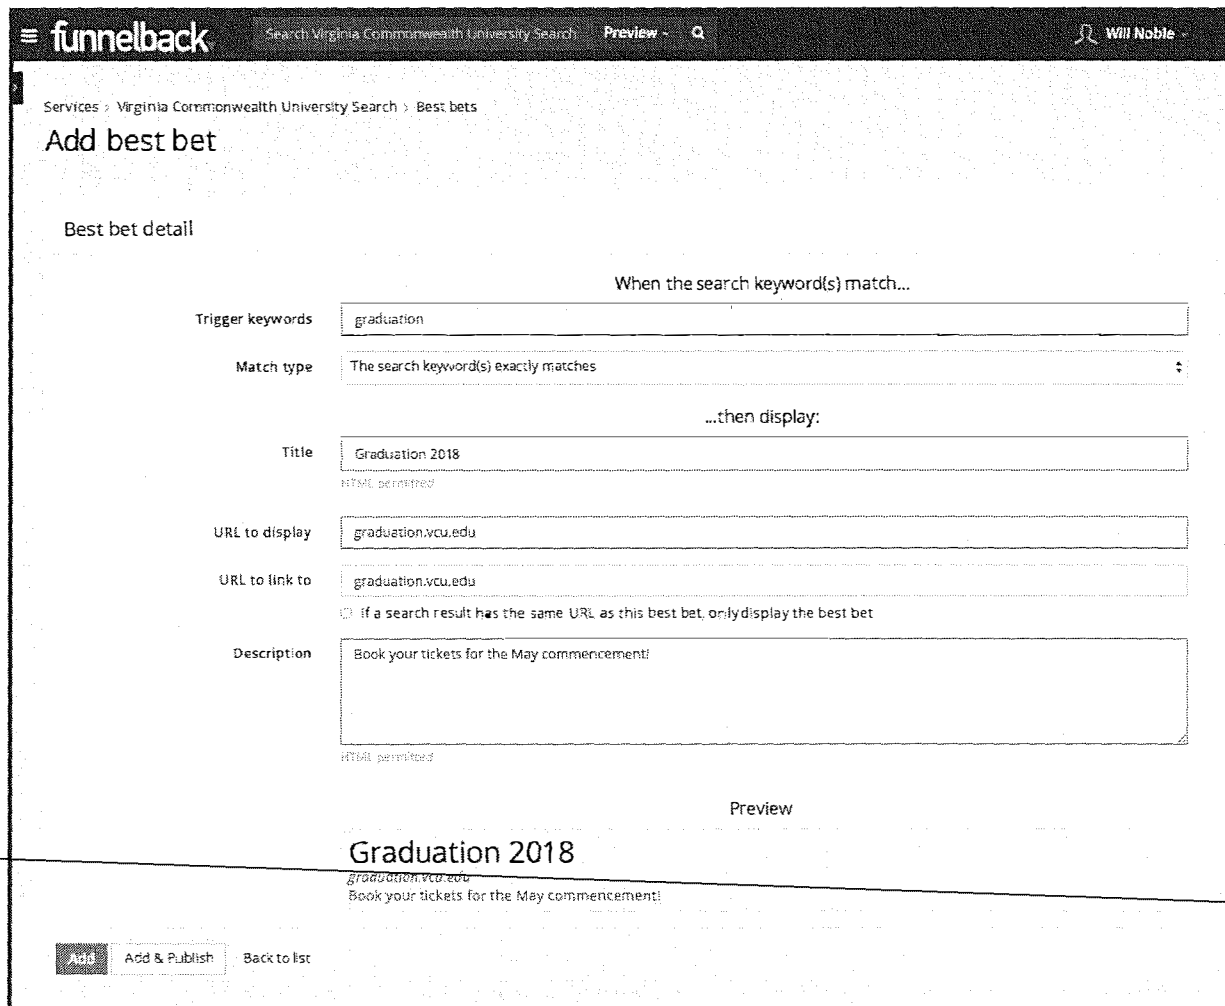 ≡ funnelback Search Virginia Commonwealth University Search Preview Will Noble
Services > Virginia Commonwealth University Search > Best bets
Add best bet
Best bet detail
When the search keyword(s) match...
Trigger keywords graduation
Match type The search keyword(s) exactly matches
...then display:
Title Graduation 2018
HTML permitted
URL to display graduation.vcu.edu
URL to link to graduation.vcu.edu
If a search result has the same URL as this best bet, only display the best bet
Description Book your tickets for the May commencement!
HTML permitted
Preview
Graduation 2018
graduation.vcu.edu
Book your tickets for the May commencement!
Add Add & Publish Back to list